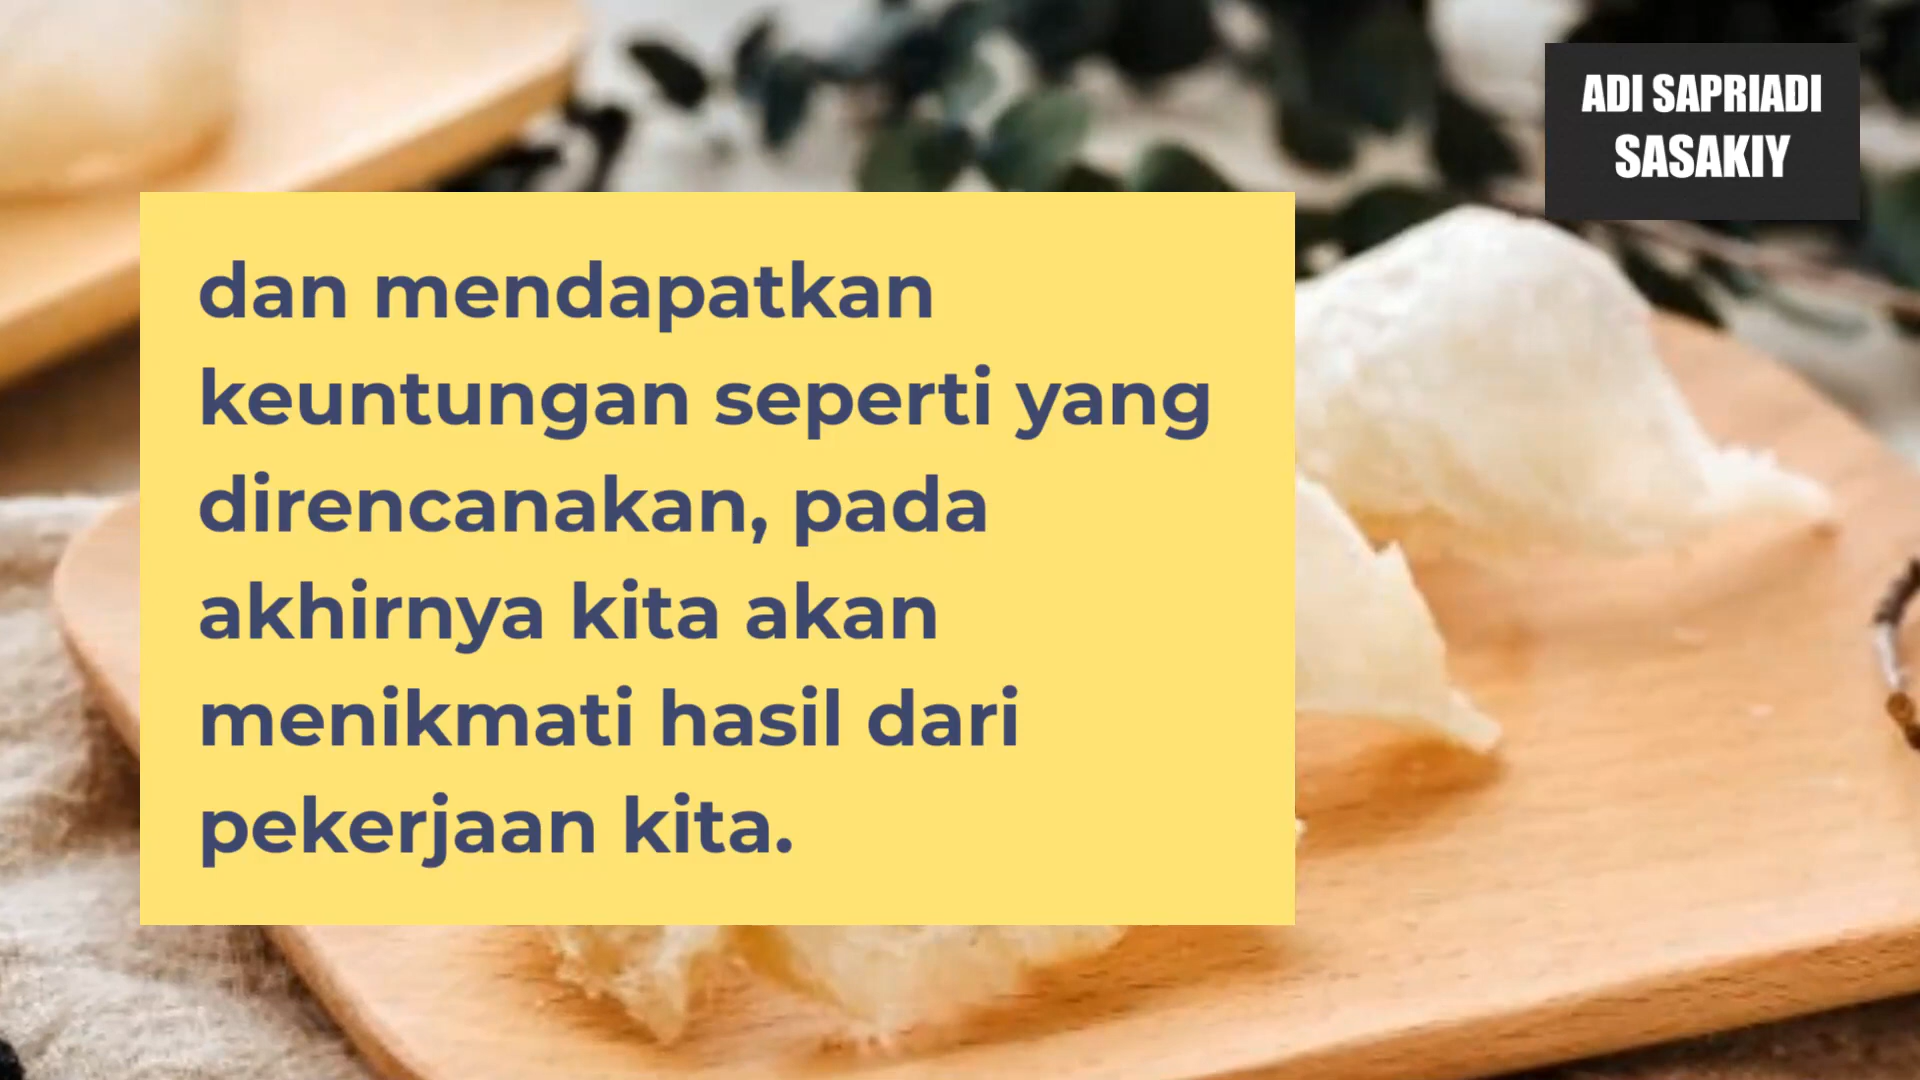 ADI SAPRIADI
SASAKIY
dan mendapatkan
keuntungan seperti yang
direncanakan, pada
akhirnya kita akan
menikmati hasil dari
pekerjaan kita.